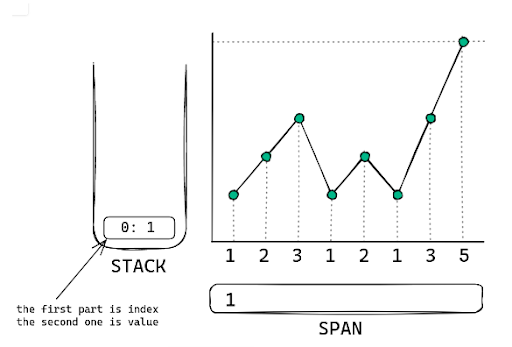 0: 1
STACK
the first part is index
the second one is value
1 2 3 1 2 1 3 5
1
SPAN